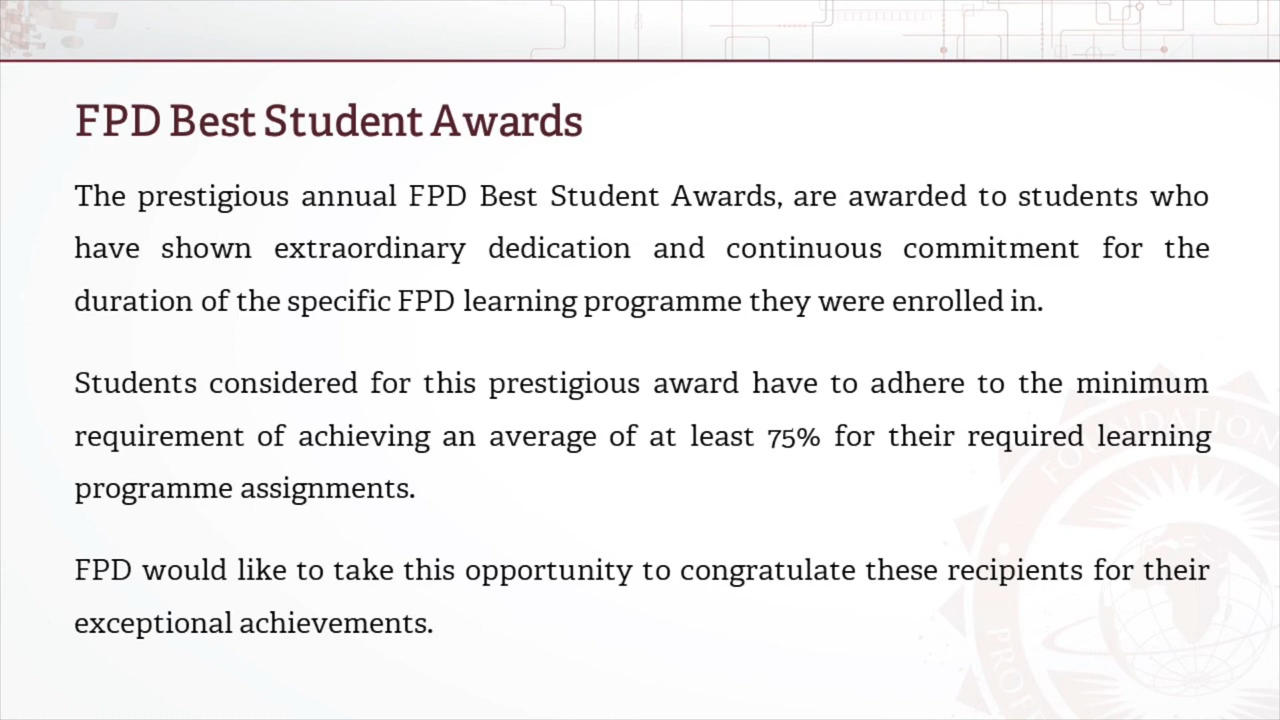 FPD Best Student Awards
The prestigious annual FPD Best Student Awards, are awarded to students who
have shown extraordinary dedication and continuous commitment for the
duration of the specific FPD learning programme they were enrolled in.
Students considered for this prestigious award have to adhere to the minimum
requirement of achieving an average of at least 75% for their required learning
programme assignments.
FPD would like to take this opportunity to congratulate these recipients for their
exceptional achievements.
FOUNDATION